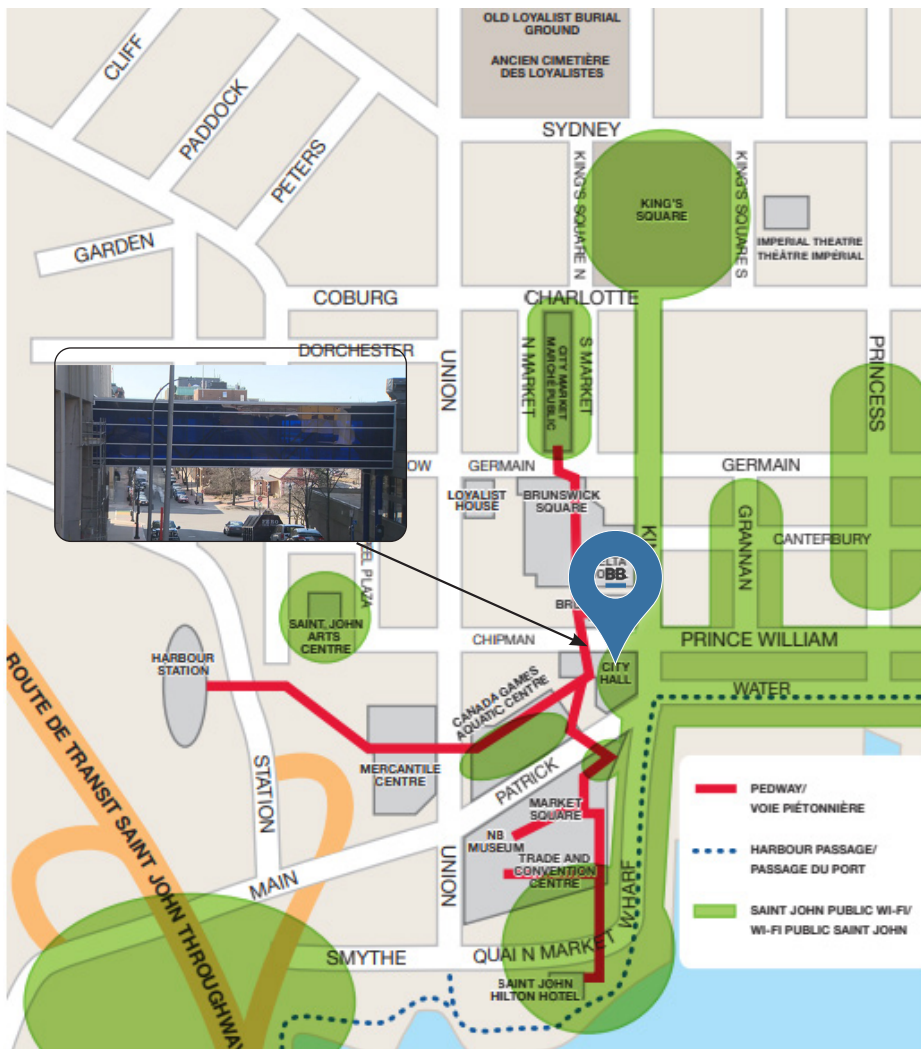 OLD LOYALIST BURIAL
GROUND
ANCIEN CIMETIÈRE
DES LOYALISTES
CLIFF
PADDOCK
PETERS
SYDNEY
KING'S SQUARE N
KING'S
SQUARE
KING'S SQUARE S
IMPERIAL THEATRE
THÉÂTRE IMPÉRIAL
GARDEN
COBURG
CHARLOTTE
DORCHESTER
UNION
N MARKET
CITY MARKET
MARCHÉ PUBLIC
S MARKET
PRINCESS
OW
GERMAIN
GERMAIN
LOYALIST
HOUSE
BRUNSWICK
SQUARE
GRANNAN
CANTERBURY
PLAZA
BB
SAINT JOHN
ARTS
CENTRE
CHIPMAN
PRINCE WILLIAM
HARBOUR
STATION
CITY
HALL
WATER
CANADA GAMES
AQUATIC CENTRE
ROUTE DE TRANSIT SAINT JOHN THROUGHWAY
STATION
MERCANTILE
CENTRE
PATRICK
MARKET
SQUARE
NB
MUSEUM
TRADE AND
CONVENTION
CENTRE
UNION
MAIN
WHARF
SMYTHE
QUAI N MARKET
SAINT JOHN
HILTON HOTEL
PEDWAY/
VOIE PIÉTONNIÈRE
HARBOUR PASSAGE/
PASSAGE DU PORT
SAINT JOHN PUBLIC WI-FI/
WI-FI PUBLIC SAINT JOHN